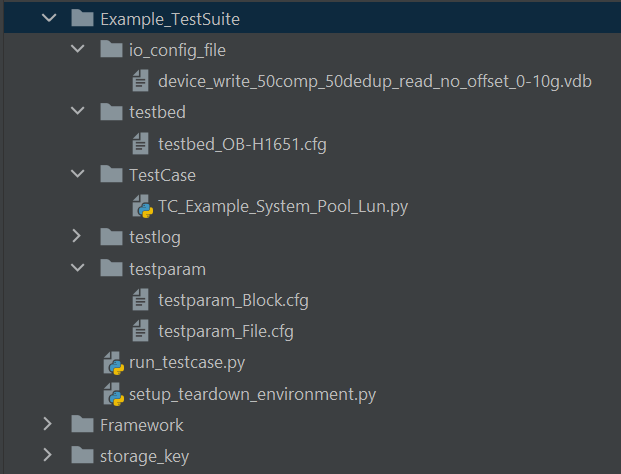 Example_TestSuite
io_config_file
device_write_50comp_50dedup_read_no_offset_0-10g.vdb
testbed
testbed_OB-H1651.cfg
TestCase
TC_Example_System_Pool_Lun.py
testlog
testparam
testparam_Block.cfg
testparam_File.cfg
run_testcase.py
setup_teardown_environment.py
Framework
storage_key